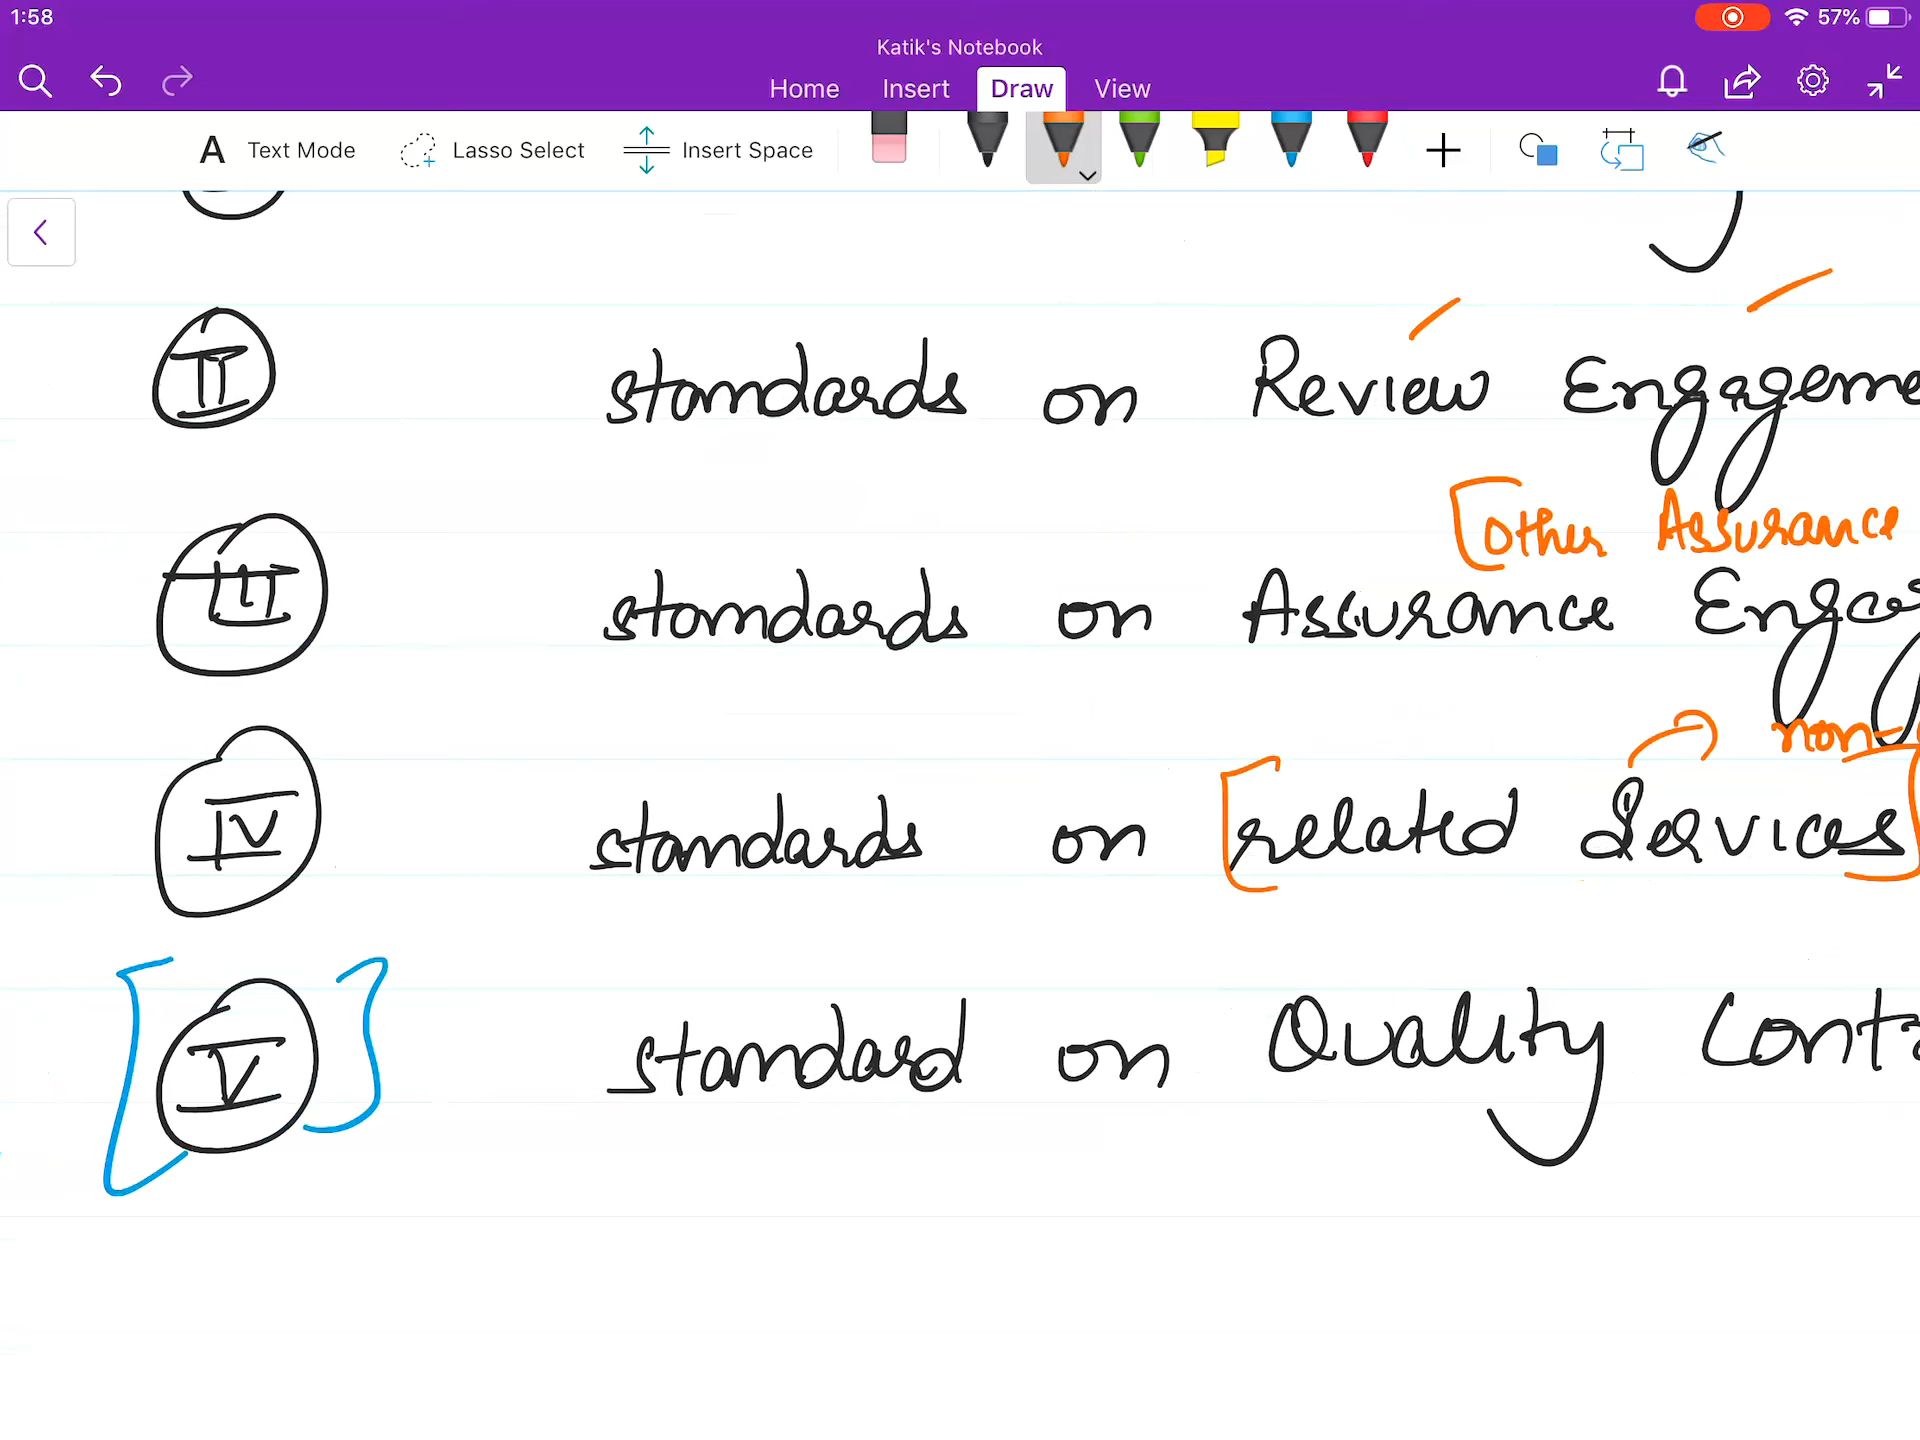 1:58
57%
Katik's Notebook
Home Insert Draw View
A Text Mode Lasso Select Insert Space
II standards on Review Engageme
[other Assurance
III standards on Assurance Engag
non-
IV standards on [related Services]
V standard on Quality Cont